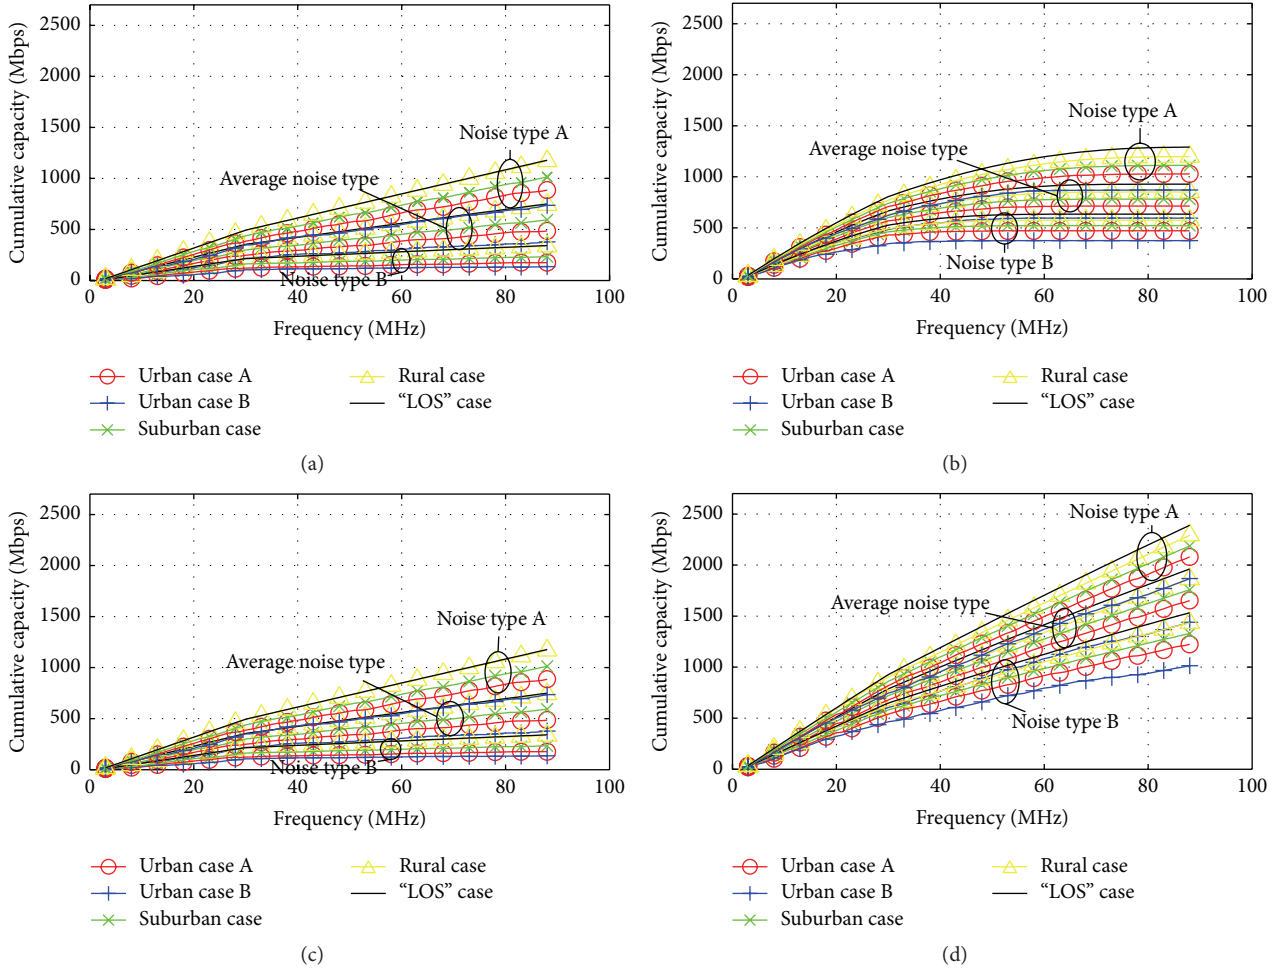 Cumulative capacity (Mbps)
2500
2000
1500
1000
500
0
0 20 40 60 80 100
Frequency (MHz)
Noise type A
Average noise type
Noise type B
Urban case A
Urban case B
Suburban case
Rural case
“LOS” case
(a)
Cumulative capacity (Mbps)
2500
2000
1500
1000
500
0
0 20 40 60 80 100
Frequency (MHz)
Noise type A
Average noise type
Noise type B
Urban case A
Urban case B
Suburban case
Rural case
“LOS” case
(b)
Cumulative capacity (Mbps)
2500
2000
1500
1000
500
0
0 20 40 60 80 100
Frequency (MHz)
Noise type A
Average noise type
Noise type B
Urban case A
Urban case B
Suburban case
Rural case
“LOS” case
(c)
Cumulative capacity (Mbps)
2500
2000
1500
1000
500
0
0 20 40 60 80 100
Frequency (MHz)
Noise type A
Average noise type
Noise type B
Urban case A
Urban case B
Suburban case
Rural case
“LOS” case
(d)